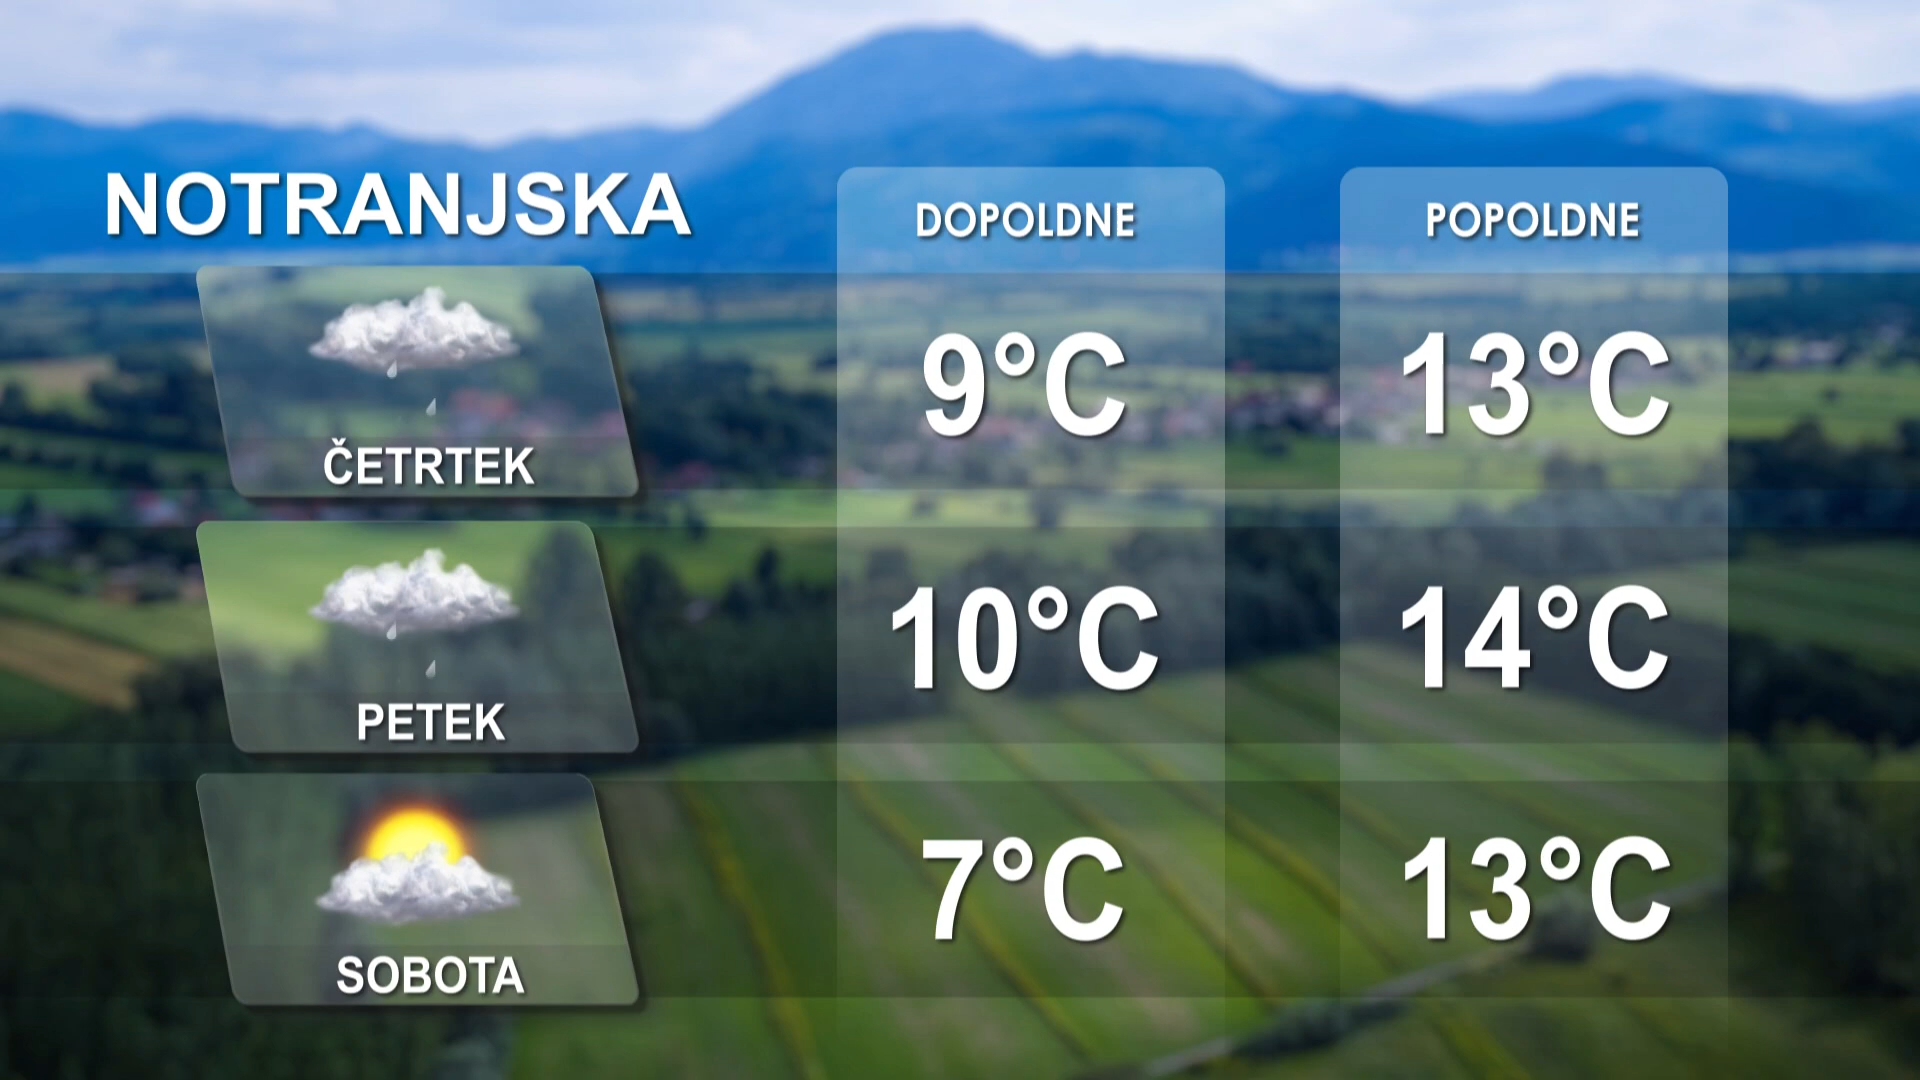 NOTRANJSKA
DOPOLDNE
POPOLDNE
ČETRTEK
9°C
13°C
PETEK
10°C
14°C
SOBOTA
7°C
13°C